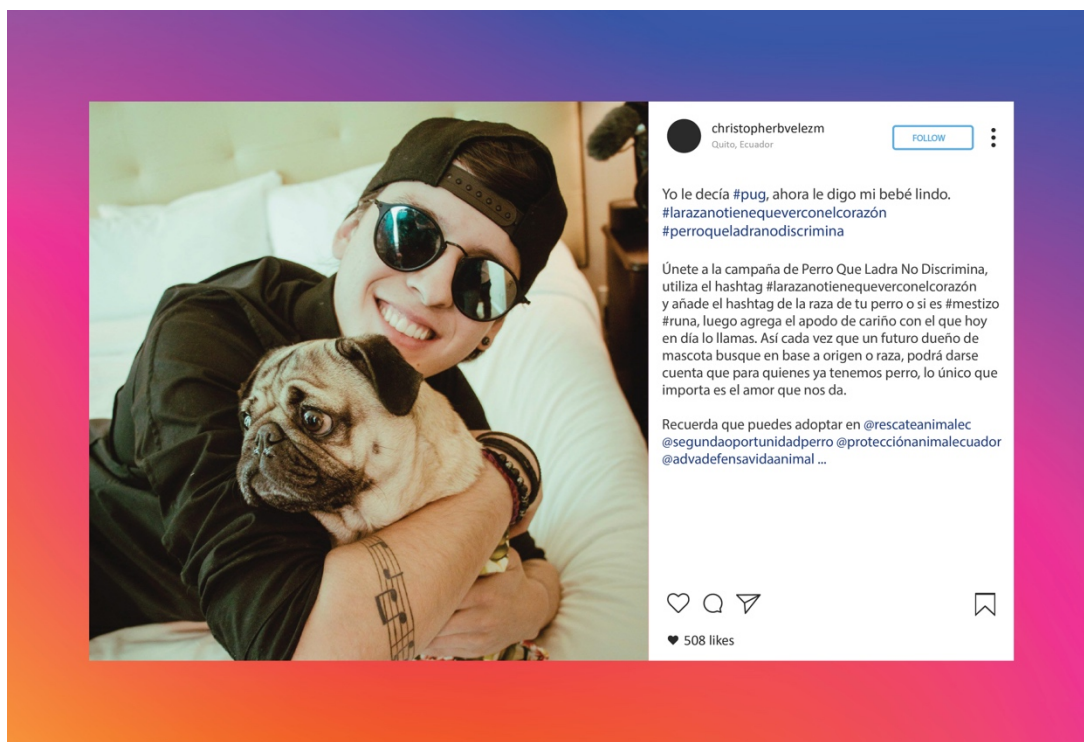 christopherbvelezm
Quito, Ecuador
FOLLOW
Yo le decía #pug, ahora le digo mi bebé lindo.
#larazanotienequeverconelcorazón
#perroqueladranodiscrimina
Únete a la campaña de Perro Que Ladra No Discrimina,
utiliza el hashtag #larazanotienequeverconelcorazón
y añade el hashtag de la raza de tu perro o si es #mestizo
#runa, luego agrega el apodo de cariño con el que hoy
en día lo llamas. Así cada vez que un futuro dueño de
mascota busque en base a origen o raza, podrá darse
cuenta que para quienes ya tenemos perro, lo único que
importa es el amor que nos da.
Recuerda que puedes adoptar en @rescateanimalec
@segundaoportunidadperro @protecciónanimalecuador
@advadefensavidaanimal ...
508 likes